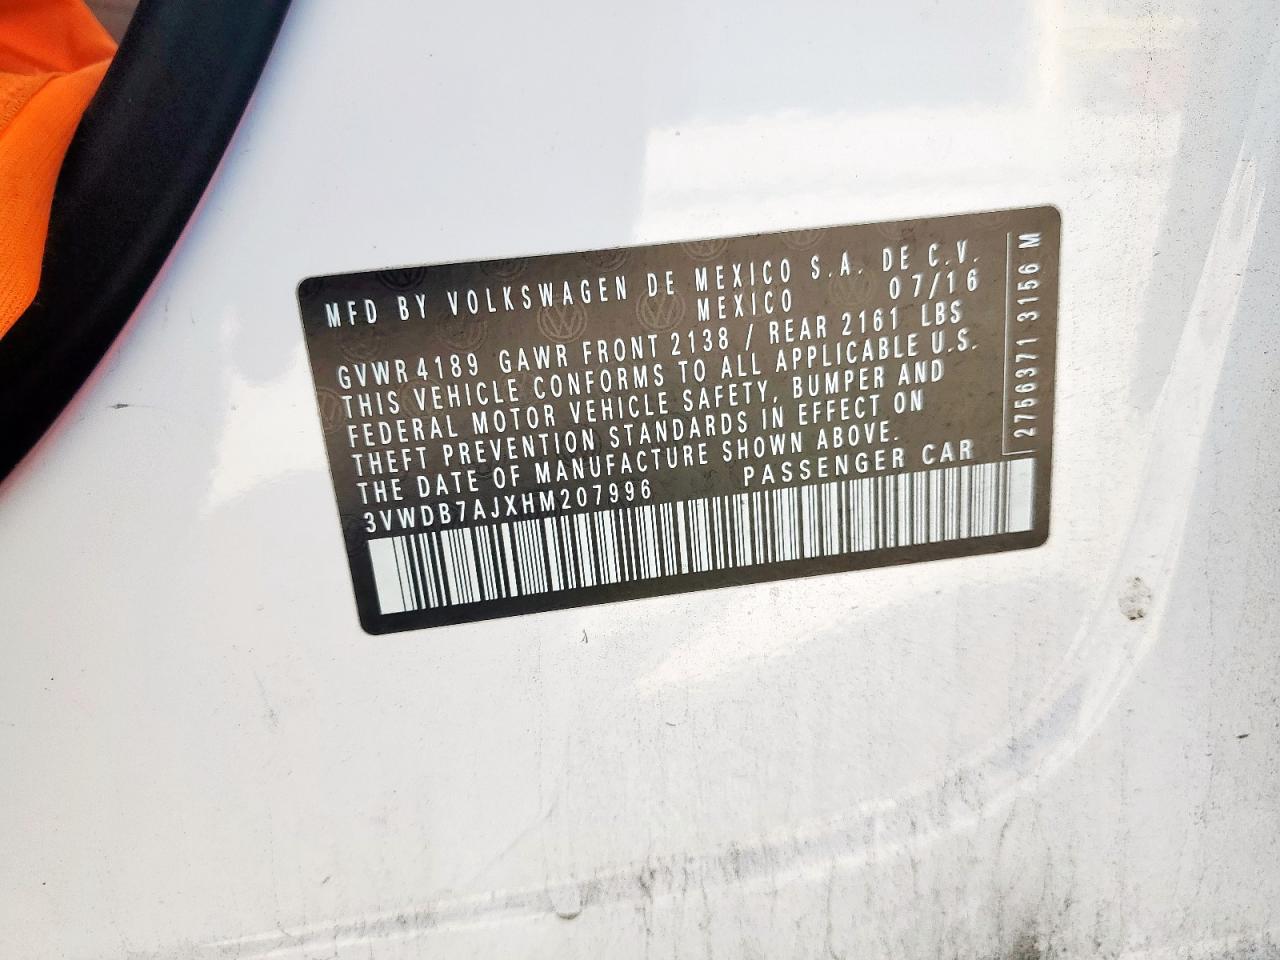 MFD BY VOLKSWAGEN DE MEXICO S.A. DE C.V.
MEXICO 07/16
GVWR 4189 GAWR FRONT 2138 / REAR 2161 LBS
THIS VEHICLE CONFORMS TO ALL APPLICABLE U.S.
FEDERAL MOTOR VEHICLE SAFETY, BUMPER AND
THEFT PREVENTION STANDARDS IN EFFECT ON
THE DATE OF MANUFACTURE SHOWN ABOVE.
3VWDB7AJXHM207996 PASSENGER CAR
2756371 3156 M